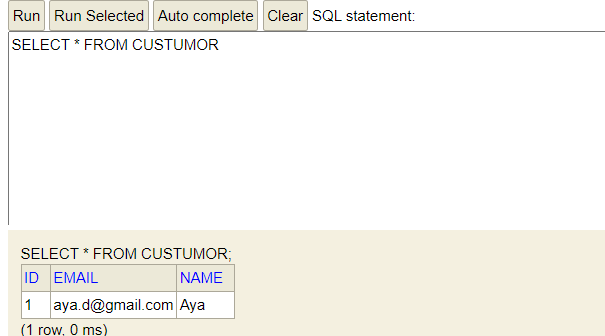 Run Run Selected Auto complete Clear SQL statement:
SELECT * FROM CUSTUMOR
SELECT * FROM CUSTUMOR;
ID EMAIL NAME
1 aya.d@gmail.com Aya
(1 row, 0 ms)